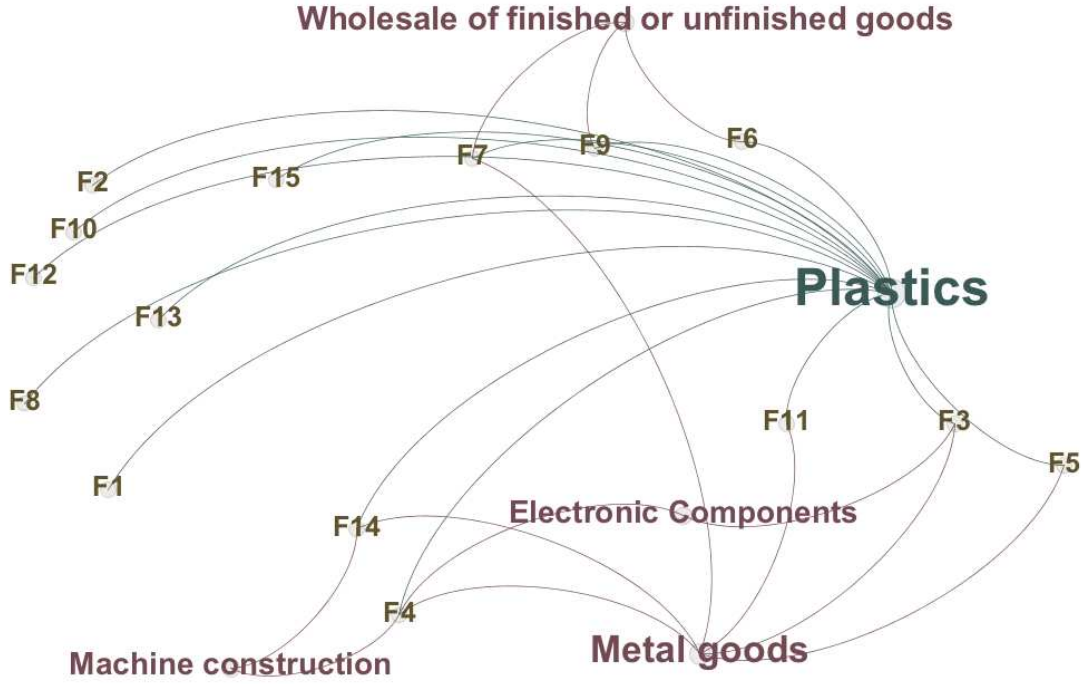 Wholesale of finished or unfinished goods
F6
F9
F7
F15
F2
F10
F12
Plastics
F13
F8
F11
F3
F5
F1
Electronic Components
F14
F4
Metal goods
Machine construction